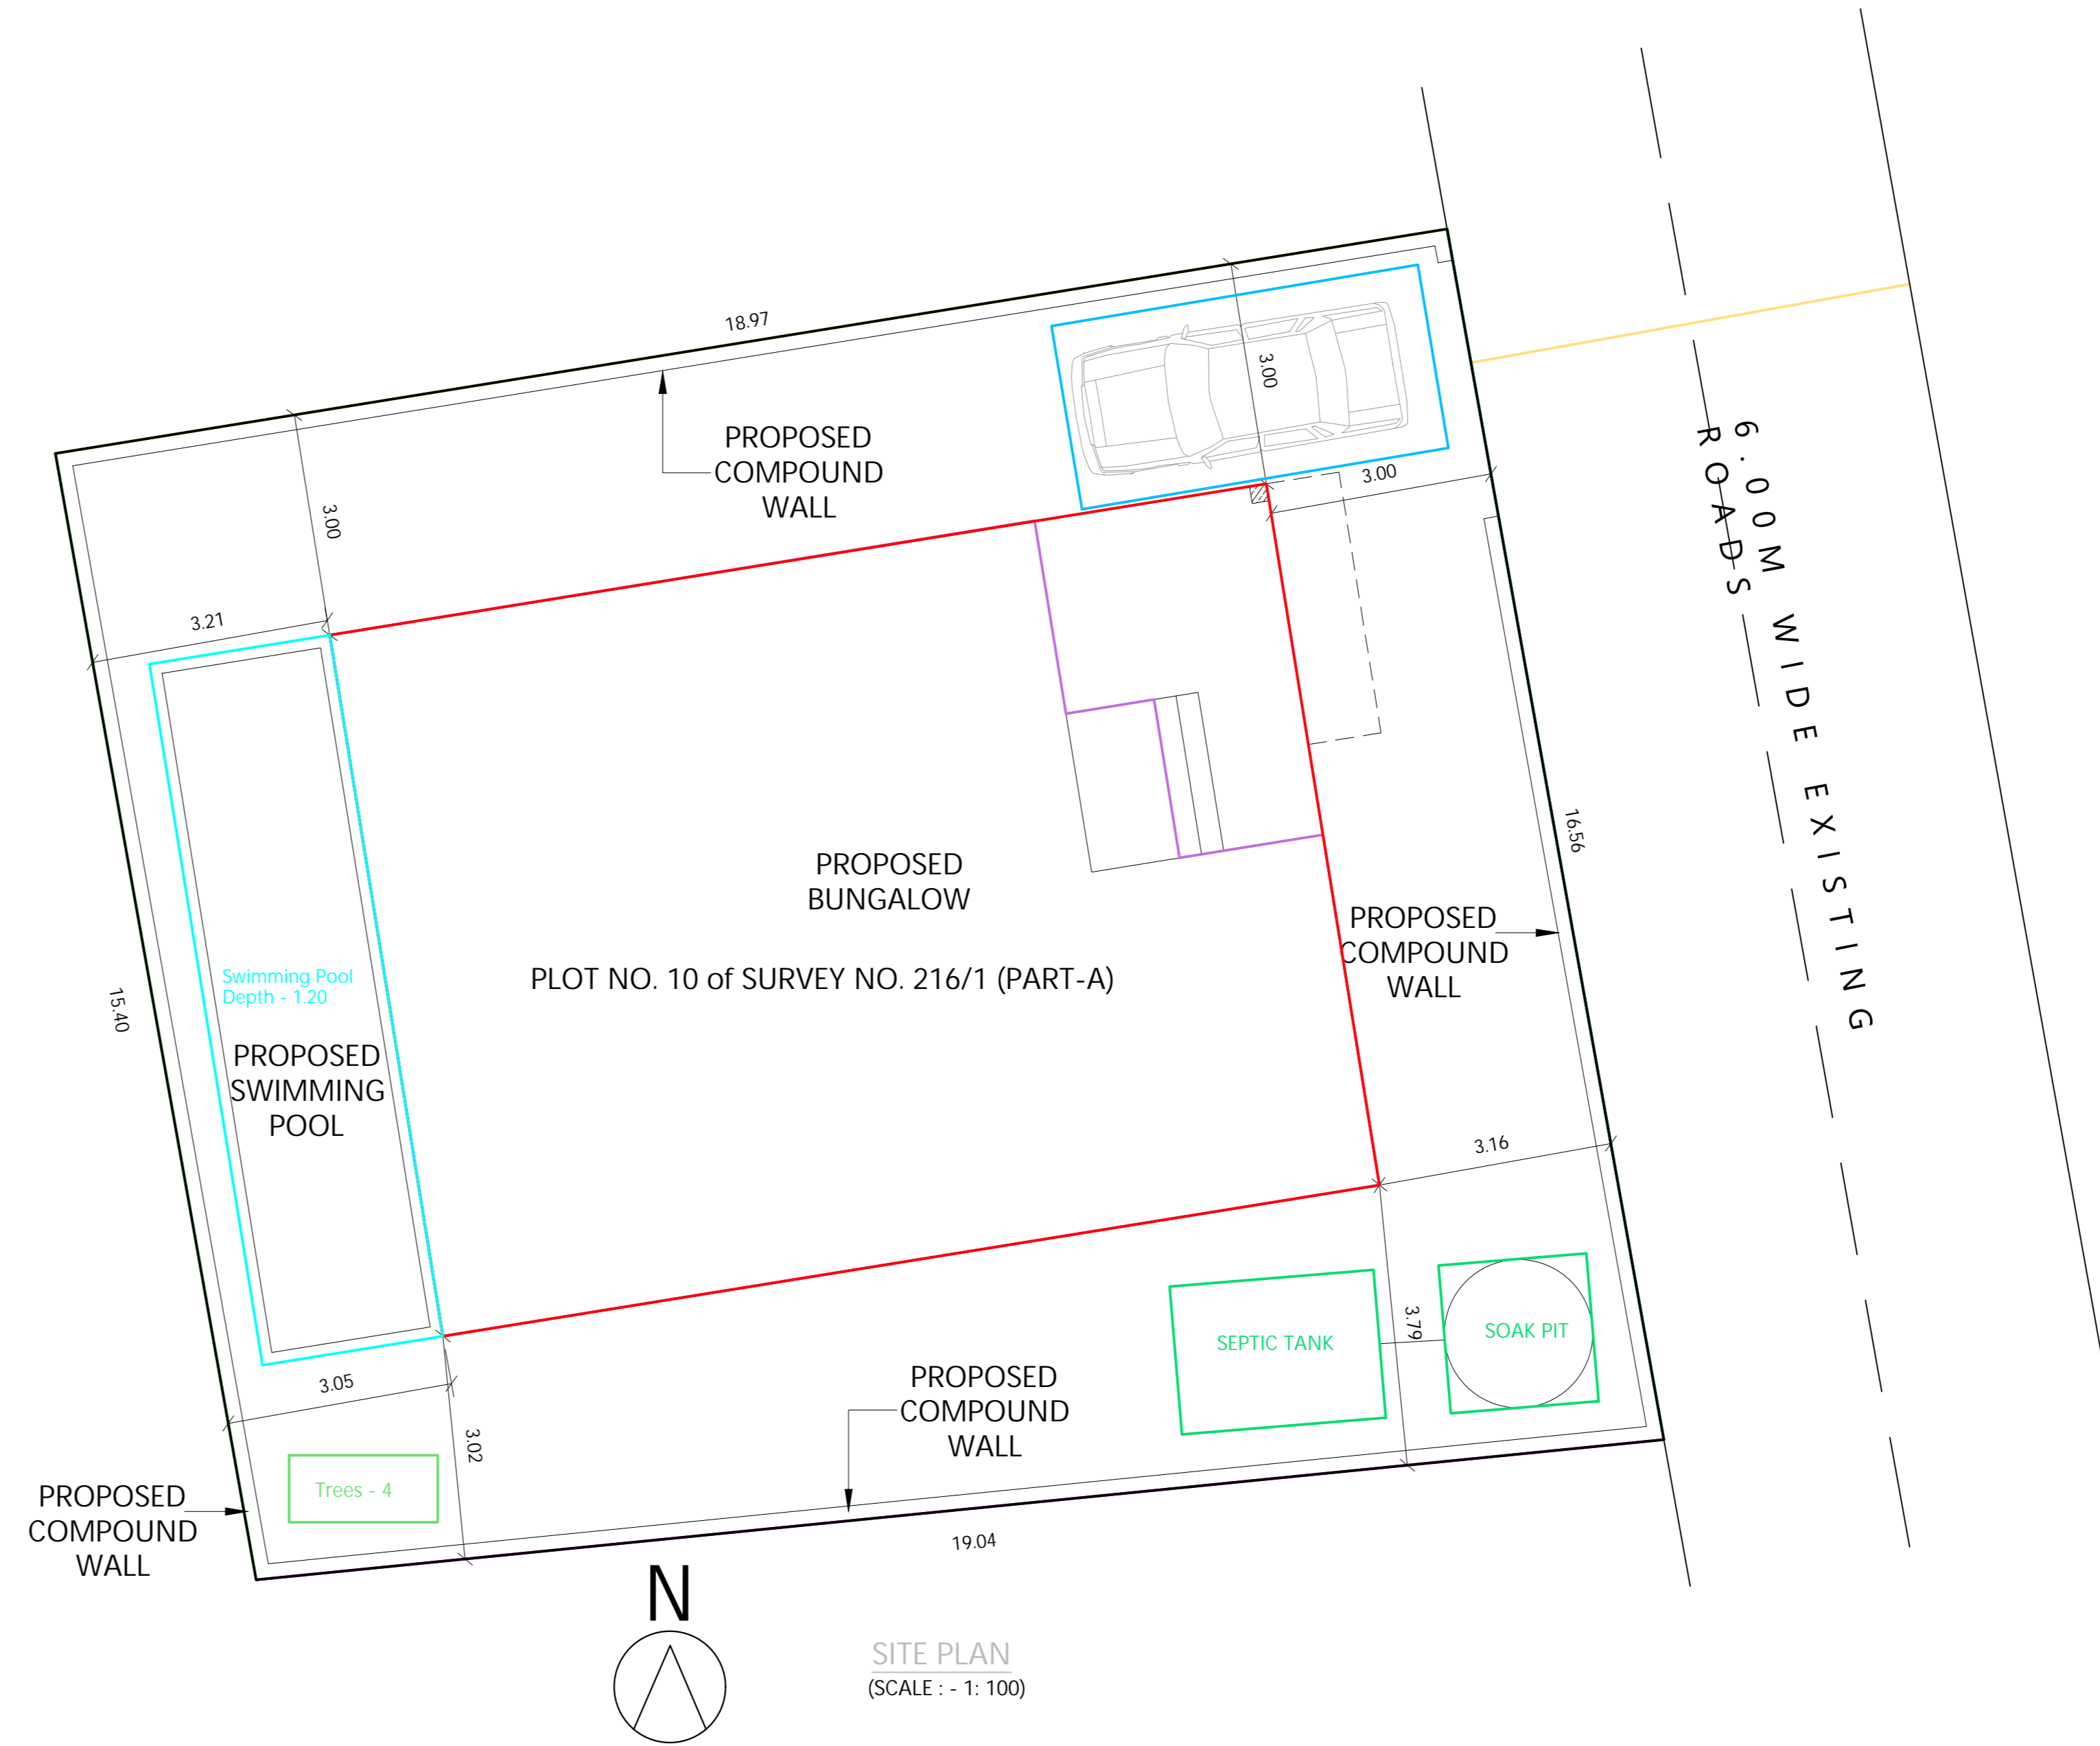 18.97
PROPOSED
COMPOUND
WALL
3.00
3.00
3.00
3.21
6.00M WIDE EXISTING
ROADS
16.56
PROPOSED
BUNGALOW
PLOT NO. 10 of SURVEY NO. 216/1 (PART-A)
PROPOSED
COMPOUND
WALL
Swimming Pool
Depth - 1.20
15.40
PROPOSED
SWIMMING
POOL
3.16
3.79
SEPTIC TANK
SOAK PIT
3.05
PROPOSED
COMPOUND
WALL
3.02
Trees - 4
PROPOSED
COMPOUND
WALL
19.04
N
SITE PLAN
(SCALE : - 1: 100)